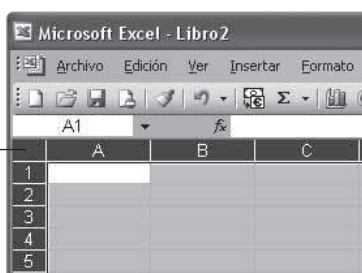 Microsoft Excel - Libro2
Archivo Edición Ver Insertar Formato
A1 fx
A B C
1
2
3
4
5